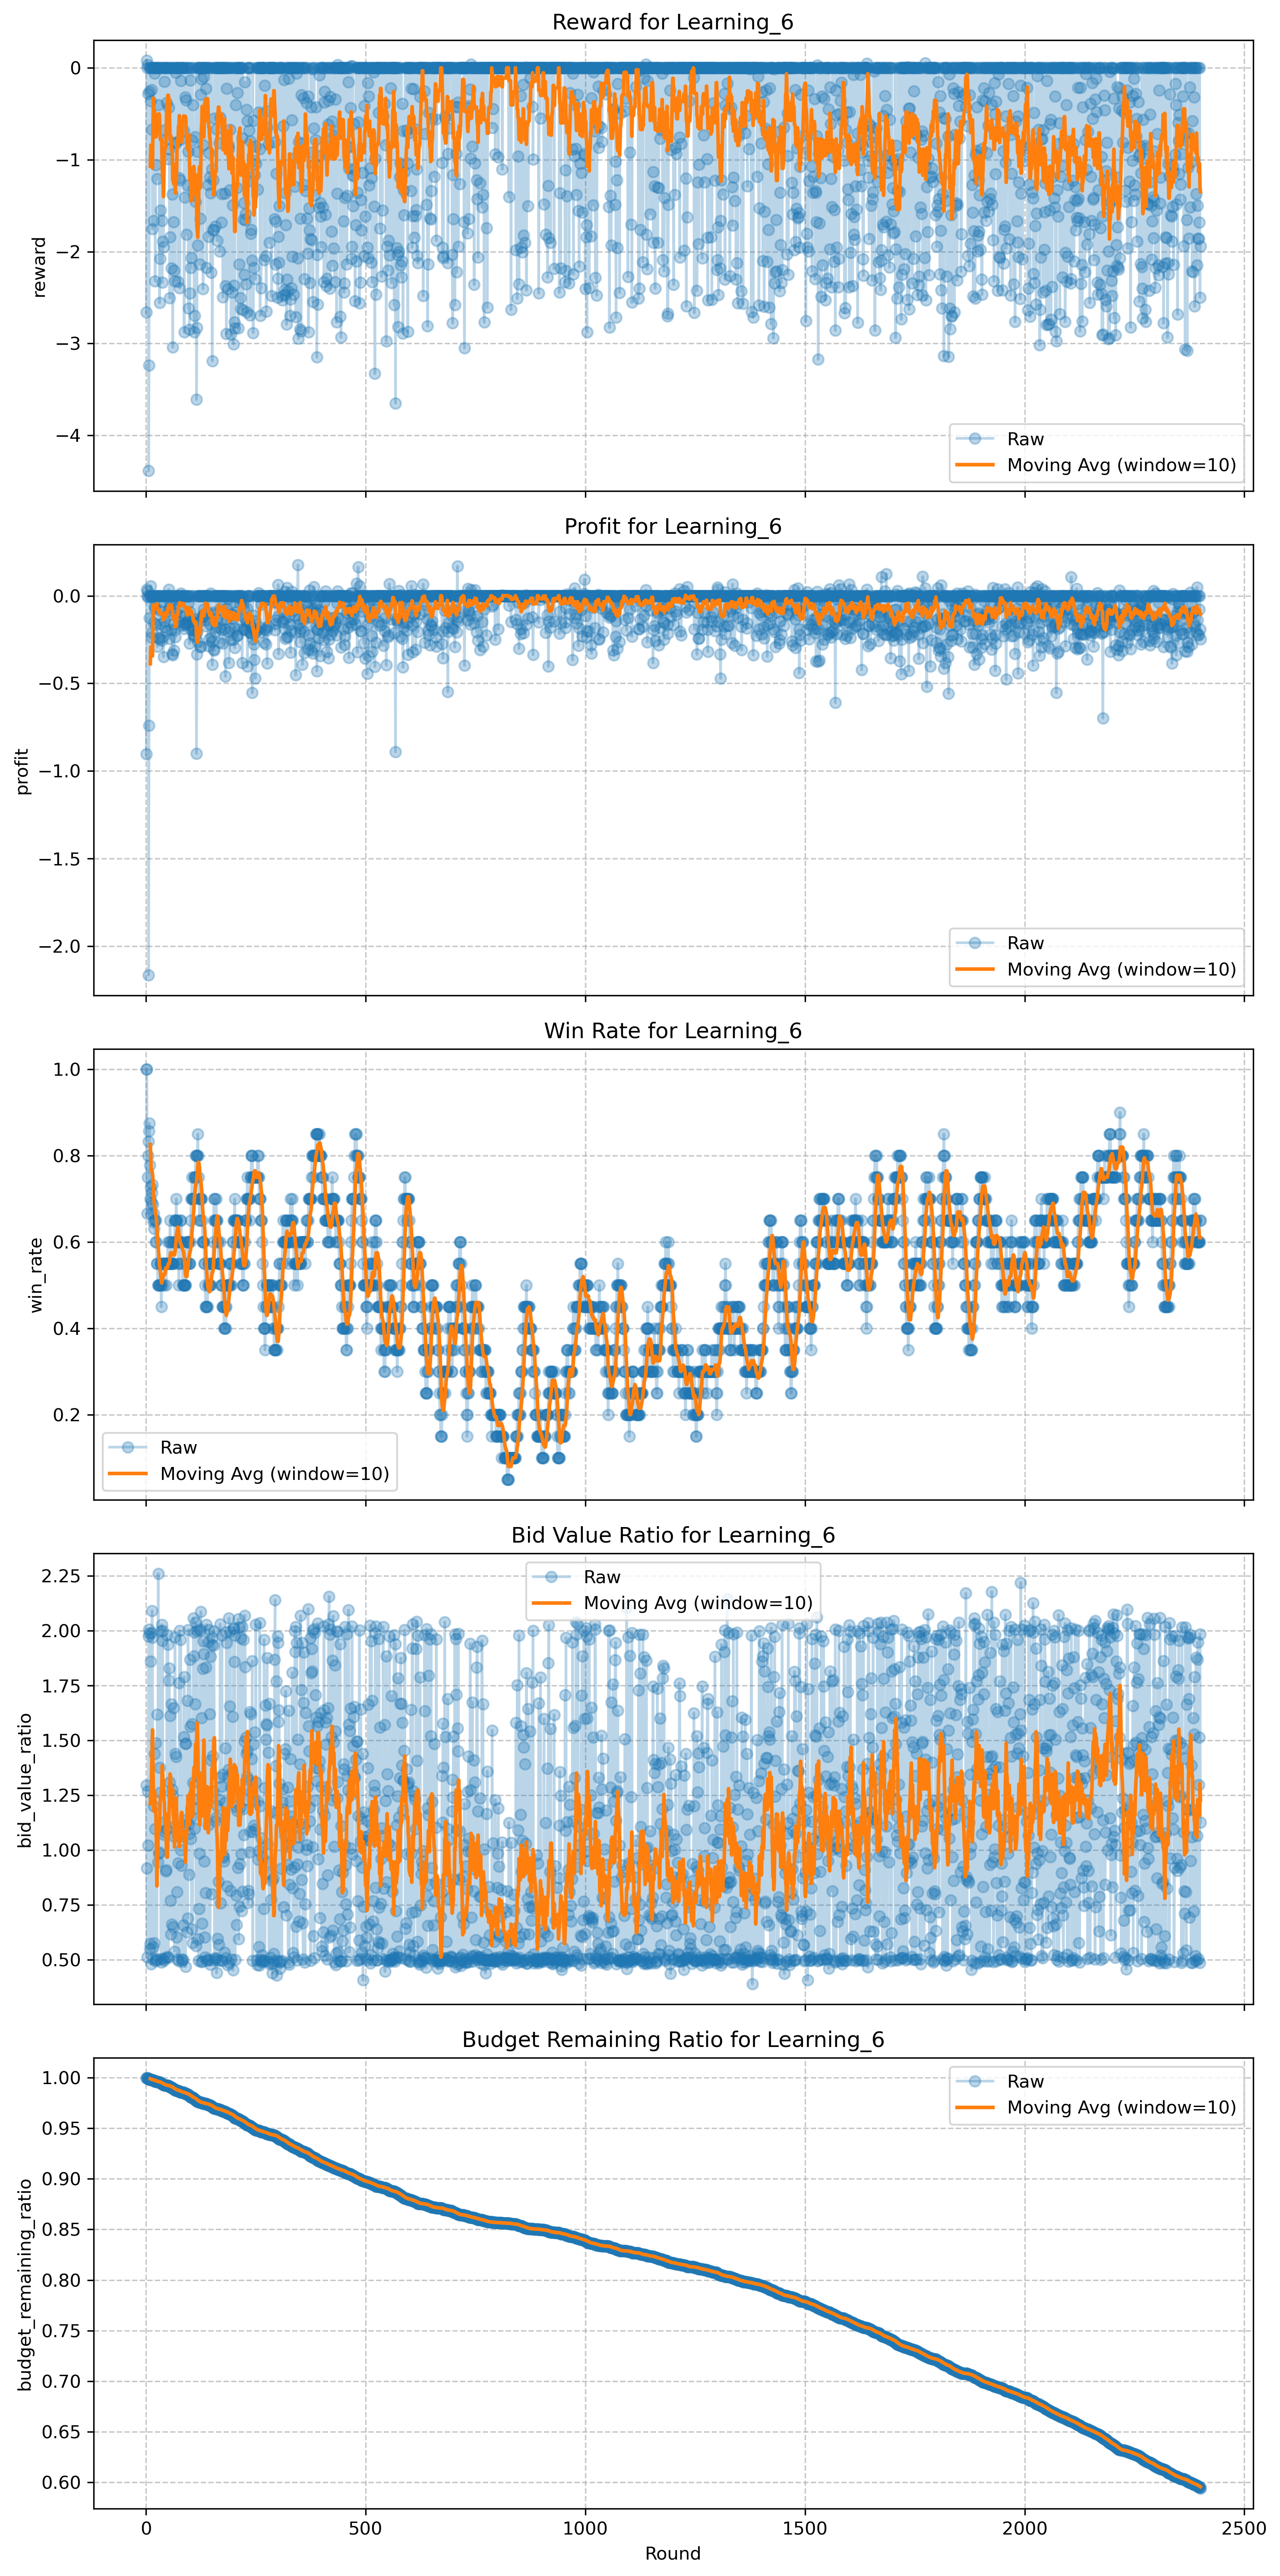 Reward for Learning_6
0
−1
−2
−3
−4
reward
Raw
Moving Avg (window=10)
Profit for Learning_6
0.0
−0.5
−1.0
−1.5
−2.0
profit
Raw
Moving Avg (window=10)
Win Rate for Learning_6
1.0
0.8
0.6
0.4
0.2
win_rate
Raw
Moving Avg (window=10)
Bid Value Ratio for Learning_6
2.25
2.00
1.75
1.50
1.25
1.00
0.75
0.50
bid_value_ratio
Raw
Moving Avg (window=10)
Budget Remaining Ratio for Learning_6
1.00
0.95
0.90
0.85
0.80
0.75
0.70
0.65
0.60
budget_remaining_ratio
Raw
Moving Avg (window=10)
0 500 1000 1500 2000 2500
Round